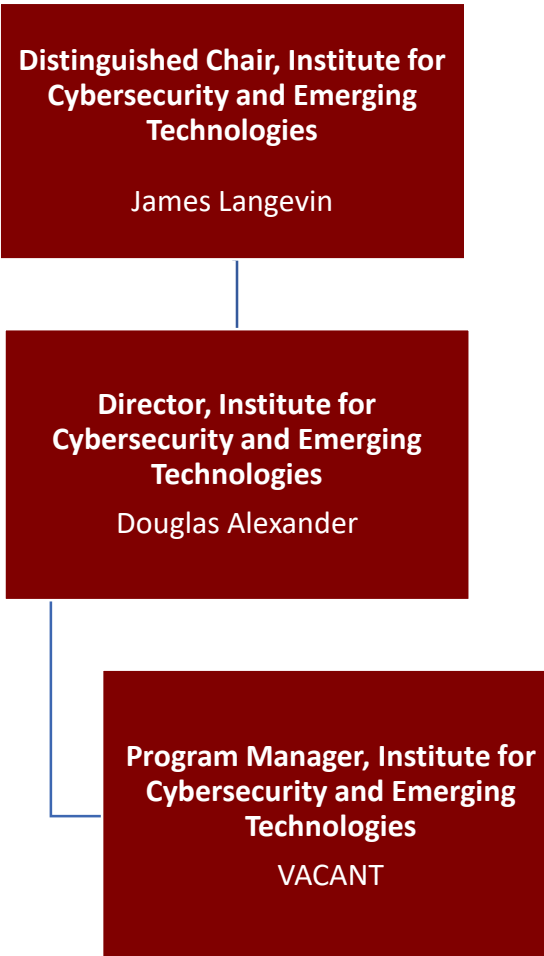 Distinguished Chair, Institute for
Cybersecurity and Emerging
Technologies
James Langevin
Director, Institute for
Cybersecurity and Emerging
Technologies
Douglas Alexander
Program Manager, Institute for
Cybersecurity and Emerging
Technologies
VACANT